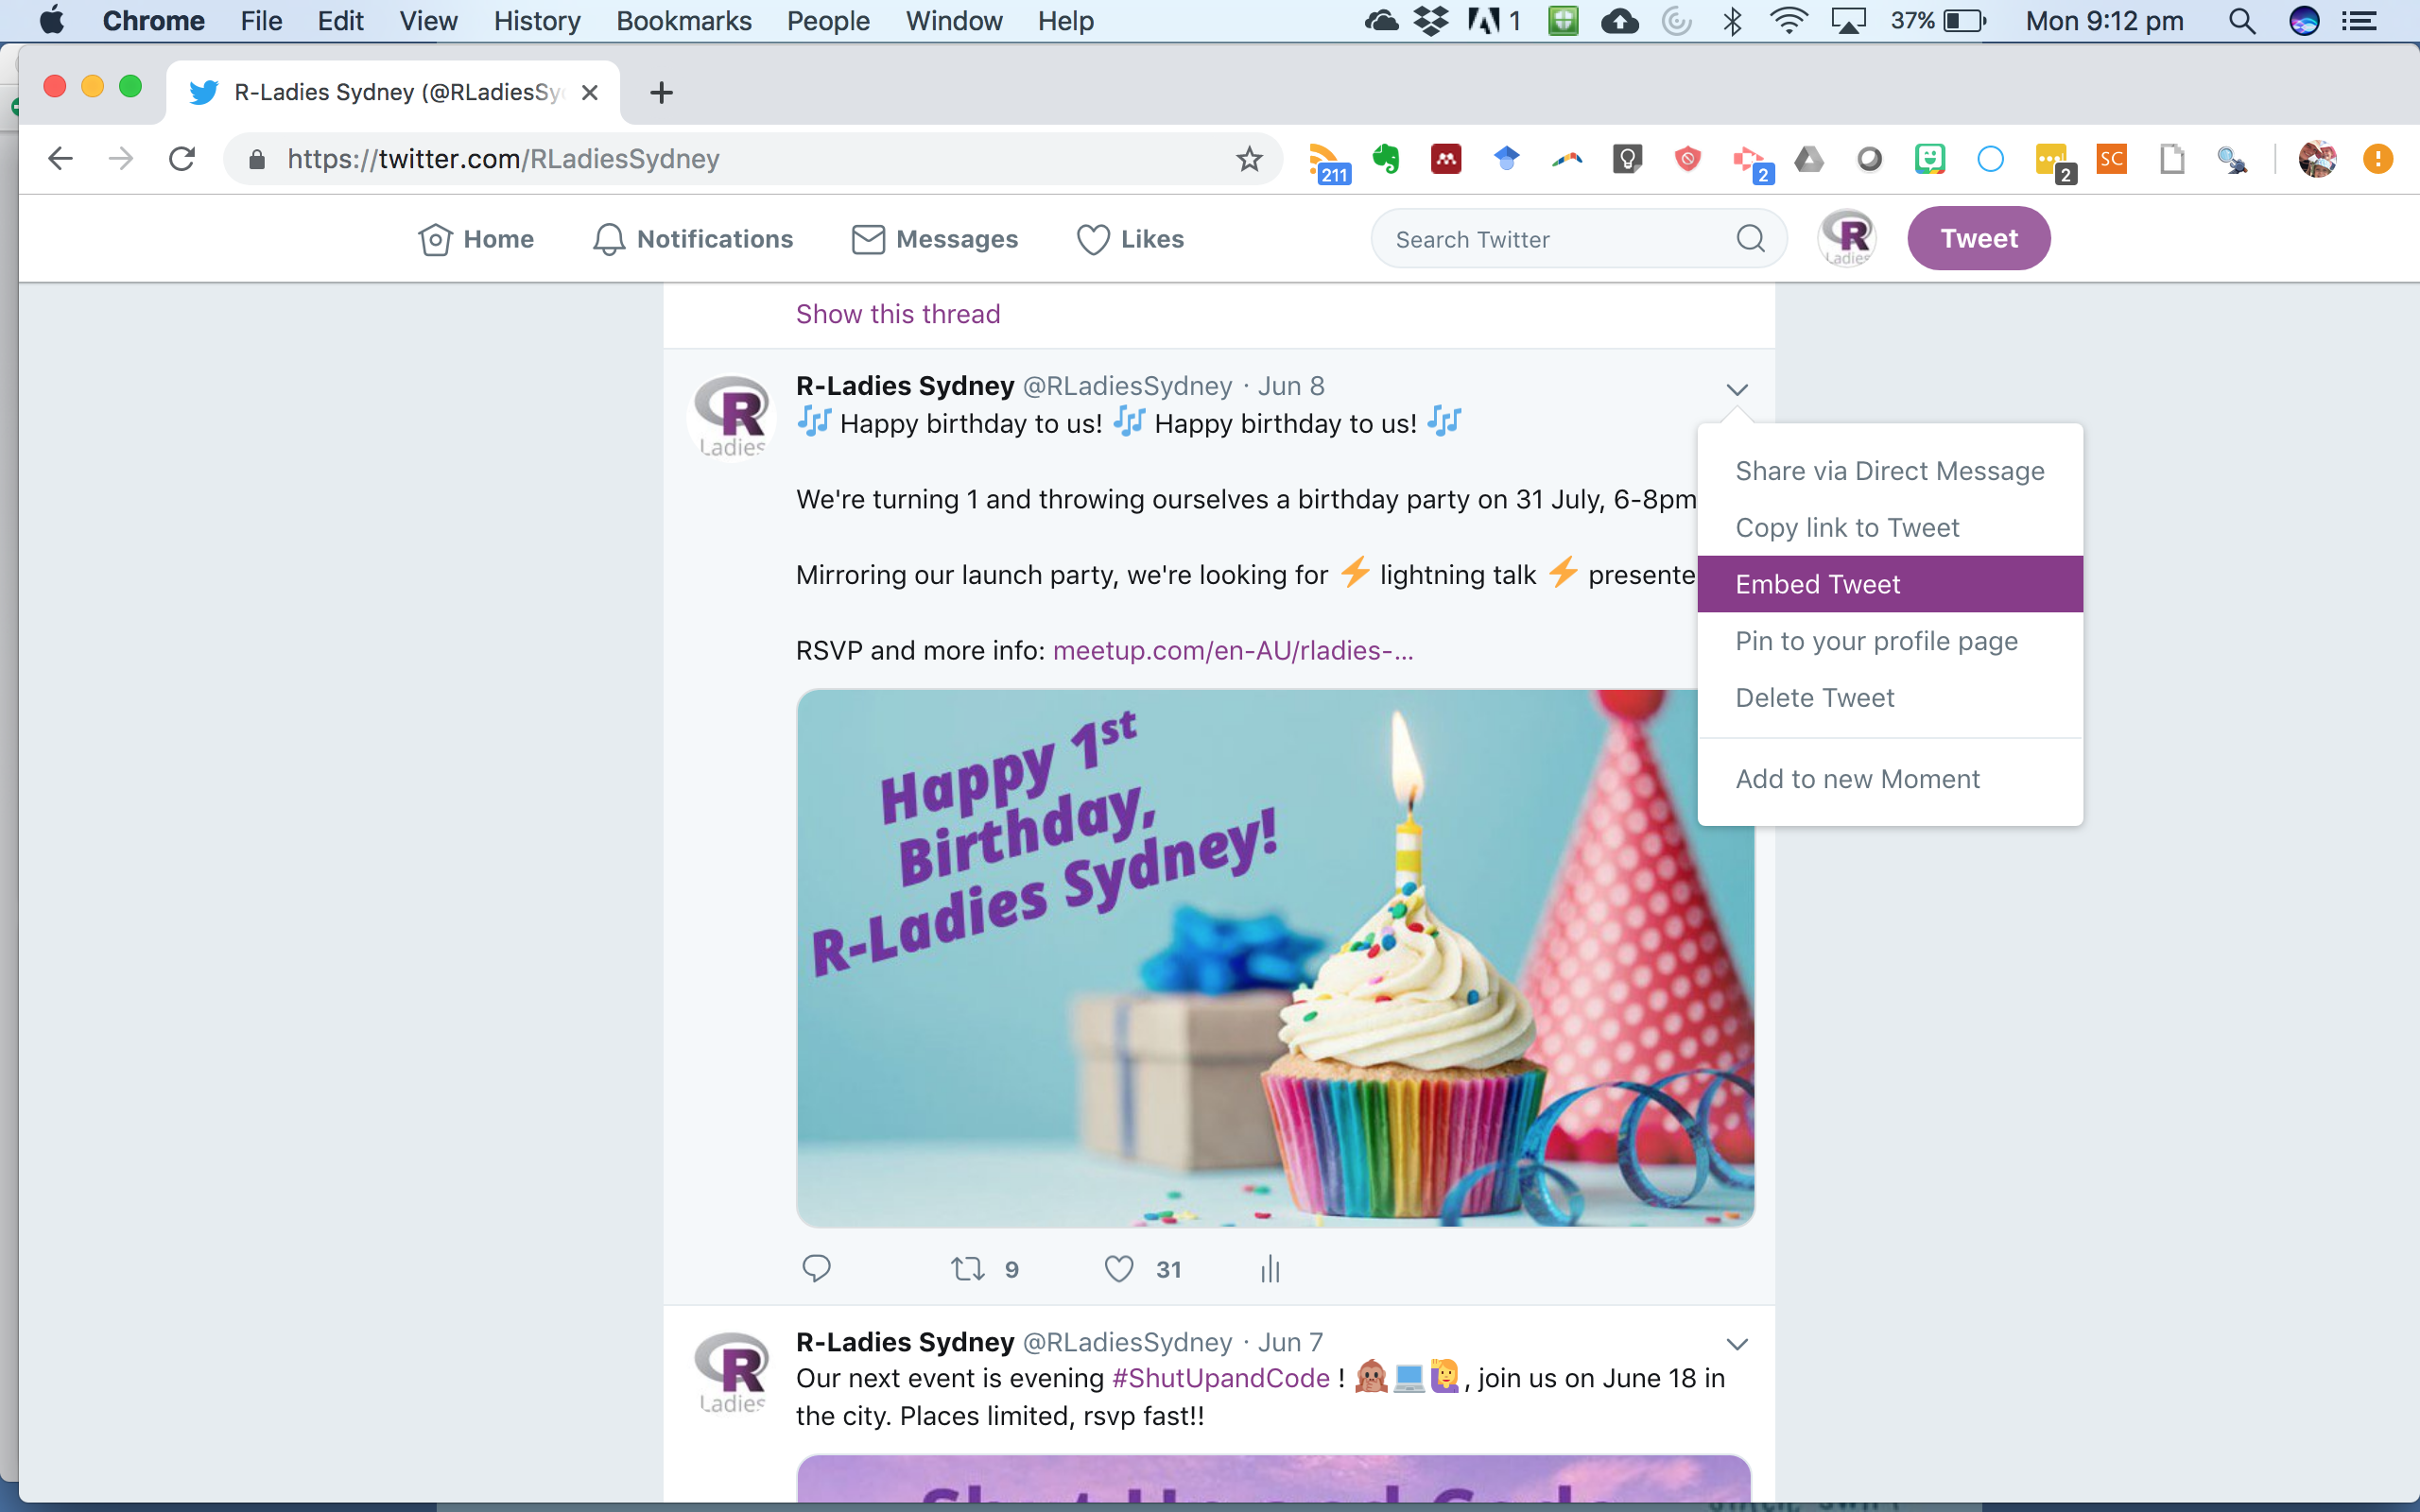 Chrome File Edit View History Bookmarks People Window Help 1 37% Mon 9:12 pm
R-Ladies Sydney (@RLadiesSy
https://twitter.com/RLadiesSydney 211 2 2 SC
Home Notifications Messages Likes Search Twitter Ladies Tweet
Show this thread
R-Ladies Sydney @RLadiesSydney · Jun 8
🎶 Happy birthday to us! 🎶 Happy birthday to us! 🎶
R Ladies
We're turning 1 and throwing ourselves a birthday party on 31 July, 6-8pm
Mirroring our launch party, we're looking for ⚡ lightning talk ⚡ presente
RSVP and more info: meetup.com/en-AU/rladies-...
Share via Direct Message
Copy link to Tweet
Embed Tweet
Pin to your profile page
Delete Tweet
Add to new Moment
Happy 1st
Birthday,
R-Ladies Sydney!
9 31
R-Ladies Sydney @RLadiesSydney · Jun 7
R Ladies
Our next event is evening #ShutUpandCode ! 🙊💻🙋, join us on June 18 in
the city. Places limited, rsvp fast!!
Shut Up and Code